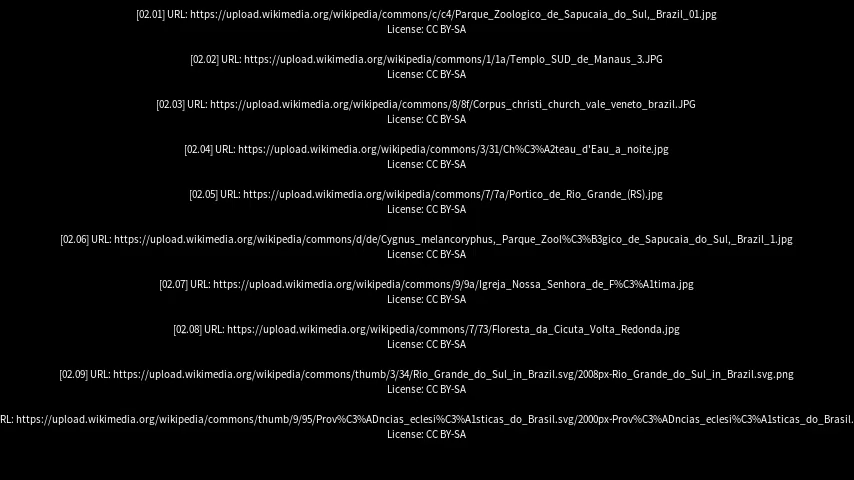 [02.01] URL: https://upload.wikimedia.org/wikipedia/commons/c/c4/Parque_Zoologico_de_Sapucaia_do_Sul,_Brazil_01.jpg
License: CC BY-SA
[02.02] URL: https://upload.wikimedia.org/wikipedia/commons/1/1a/Templo_SUD_de_Manaus_3.JPG
License: CC BY-SA
[02.03] URL: https://upload.wikimedia.org/wikipedia/commons/8/8f/Corpus_christi_church_vale_veneto_brazil.JPG
License: CC BY-SA
[02.04] URL: https://upload.wikimedia.org/wikipedia/commons/3/31/Ch%C3%A2teau_d'Eau_a_noite.jpg
License: CC BY-SA
[02.05] URL: https://upload.wikimedia.org/wikipedia/commons/7/7a/Portico_de_Rio_Grande_(RS).jpg
License: CC BY-SA
[02.06] URL: https://upload.wikimedia.org/wikipedia/commons/d/de/Cygnus_melancoryphus,_Parque_Zool%C3%B3gico_de_Sapucaia_do_Sul,_Brazil_1.jpg
License: CC BY-SA
[02.07] URL: https://upload.wikimedia.org/wikipedia/commons/9/9a/Igreja_Nossa_Senhora_de_F%C3%A1tima.jpg
License: CC BY-SA
[02.08] URL: https://upload.wikimedia.org/wikipedia/commons/7/73/Floresta_da_Cicuta_Volta_Redonda.jpg
License: CC BY-SA
[02.09] URL: https://upload.wikimedia.org/wikipedia/commons/thumb/3/34/Rio_Grande_do_Sul_in_Brazil.svg/2008px-Rio_Grande_do_Sul_in_Brazil.svg.png
License: CC BY-SA
RL: https://upload.wikimedia.org/wikipedia/commons/thumb/9/95/Prov%C3%ADncias_eclesi%C3%A1sticas_do_Brasil.svg/2000px-Prov%C3%ADncias_eclesi%C3%A1sticas_do_Brasil.
License: CC BY-SA